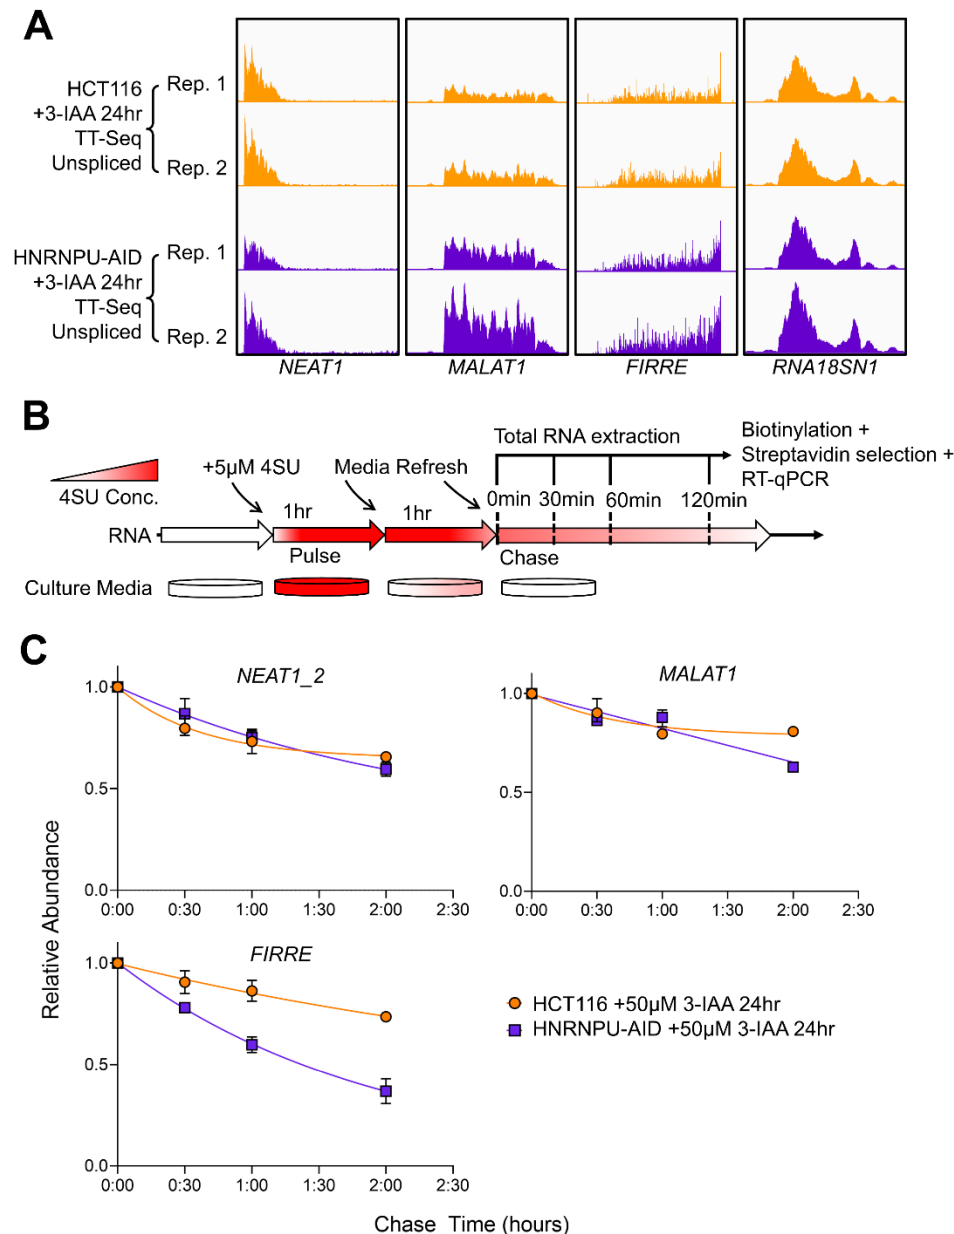 A
HCT116
+3-IAA 24hr
TT-Seq
Unspliced
Rep. 1
Rep. 2
HNRNPU-AID
+3-IAA 24hr
TT-Seq
Unspliced
Rep. 1
Rep. 2
NEAT1 MALAT1 FIRRE RNA18SN1
B
4SU Conc.
+5µM 4SU
Media Refresh
Total RNA extraction
Biotinylation +
Streptavidin selection +
RT-qPCR
0min 30min 60min 120min
1hr 1hr
RNA
Pulse Chase
Culture Media
C
Relative Abundance
NEAT1_2
1.0
0.5
0.0
0:00 0:30 1:00 1:30 2:00 2:30
MALAT1
1.0
0.5
0.0
0:00 0:30 1:00 1:30 2:00 2:30
FIRRE
1.0
0.5
0.0
0:00 0:30 1:00 1:30 2:00 2:30
HCT116 +50µM 3-IAA 24hr
HNRNPU-AID +50µM 3-IAA 24hr
Chase Time (hours)